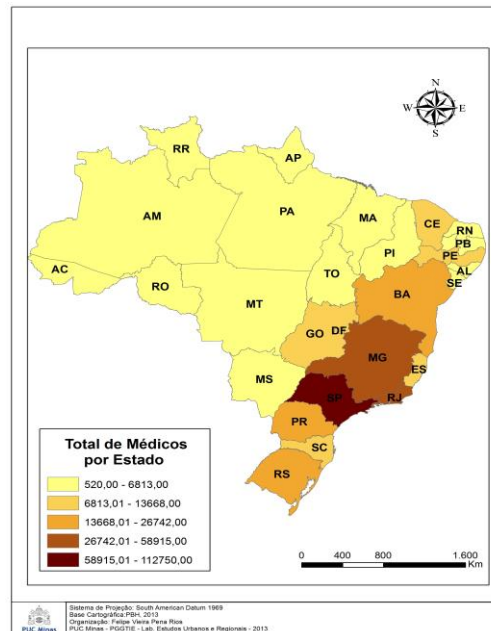 N
W E
S
RR
AP
AM
PA
MA
CE
RN
PB
PE
AL
SE
PI
AC
RO
TO
MT
BA
GO
DF
MG
ES
MS
SP
RJ
PR
SC
RS
Total de Médicos
por Estado
520,00 - 6813,00
6813,01 - 13668,00
13668,01 - 26742,00
26742,01 - 58915,00
58915,01 - 112750,00
0 400 800 1.600
Km
PUC Minas
Sistema de Projeção: South American Datum 1969
Base Cartográfica:PBH, 2013
Organização: Felipe Vieira Pena Rios
PUC Minas - PGGTIE - Lab. Estudos Urbanos e Regionais - 2013